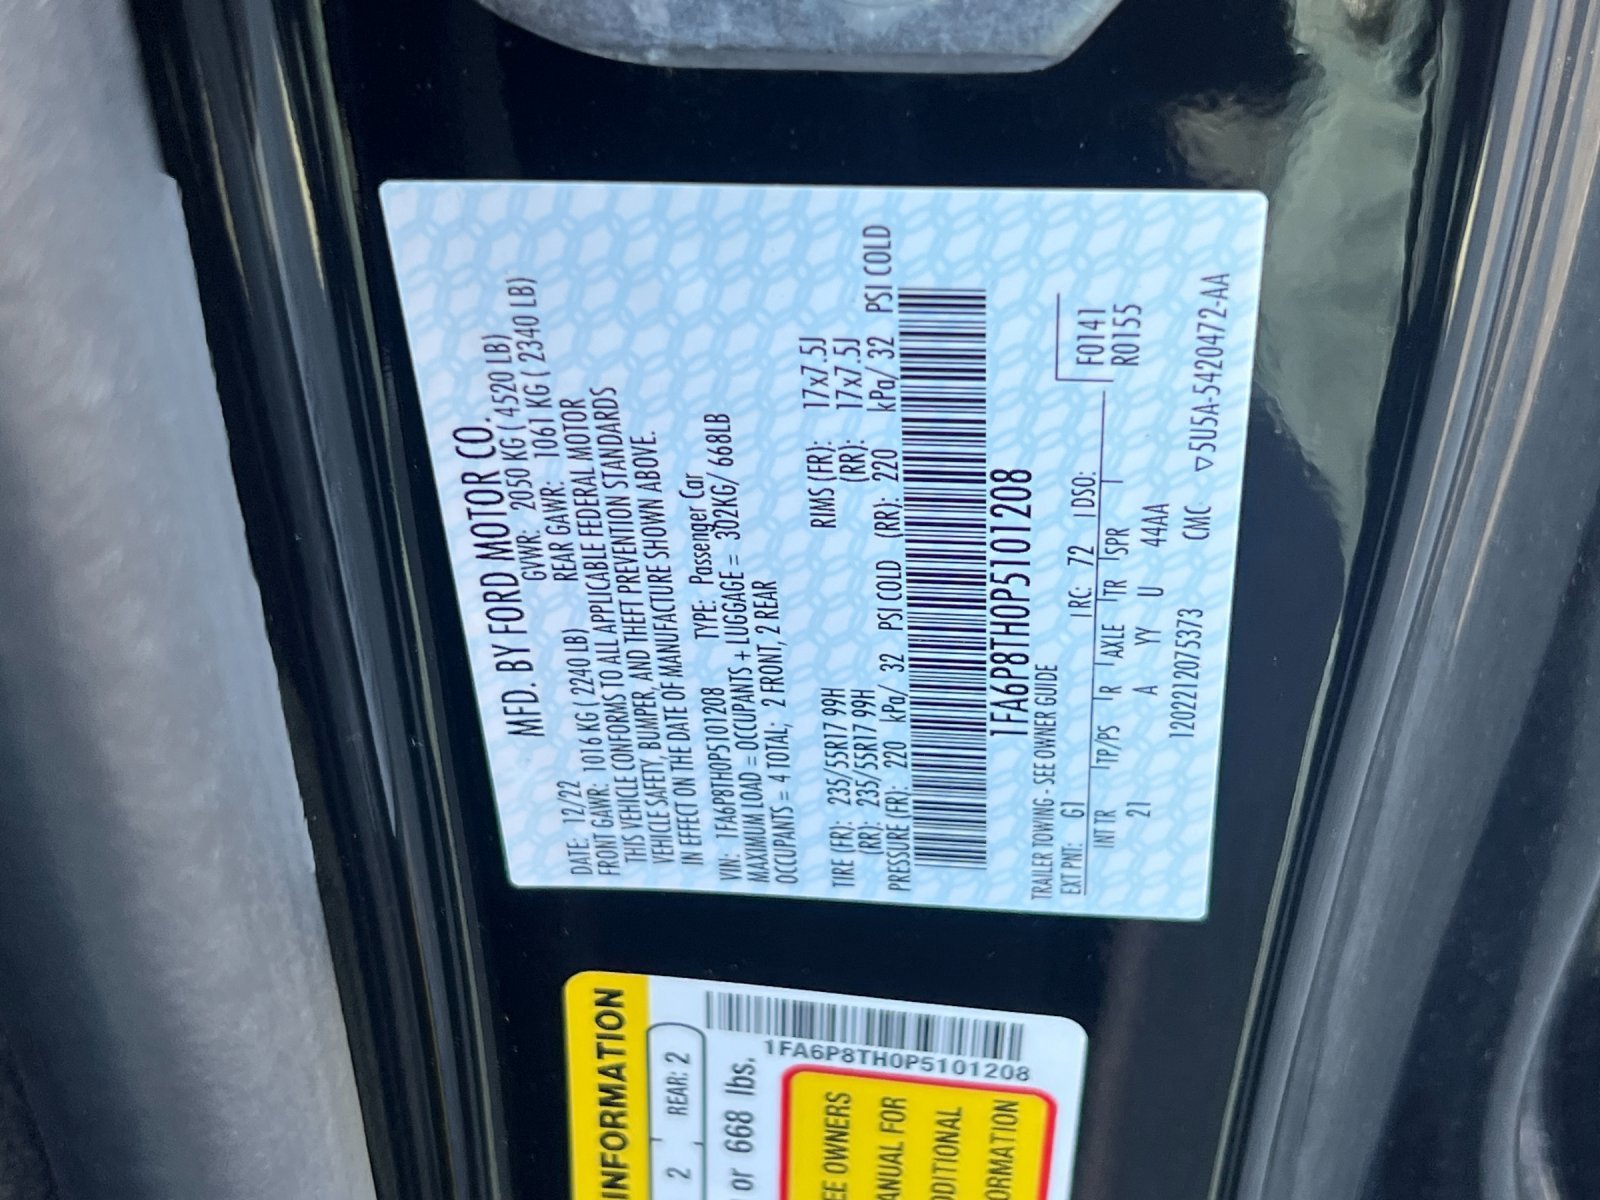 MFD. BY FORD MOTOR CO.
DATE: 12/22 GVWR: 2050 KG ( 4520 LB)
FRONT GAWR: 1016 KG ( 2240 LB) REAR GAWR: 1061 KG ( 2340 LB)
THIS VEHICLE CONFORMS TO ALL APPLICABLE FEDERAL MOTOR
VEHICLE SAFETY, BUMPER, AND THEFT PREVENTION STANDARDS
IN EFFECT ON THE DATE OF MANUFACTURE SHOWN ABOVE.
VIN: 1FA6P8TH0P5101208 TYPE: Passenger Car
MAXIMUM LOAD = OCCUPANTS + LUGGAGE = 302KG/ 668LB
OCCUPANTS = 4 TOTAL; 2 FRONT, 2 REAR
TIRE (FR): 235/55R17 99H RIMS (FR): 17x7.5J
(RR): 235/55R17 99H (RR): 17x7.5J
PRESSURE (FR): 220 kPa/ 32 PSI COLD (RR): 220 kPa/ 32 PSI COLD
1FA6P8TH0P5101208
TRAILER TOWING - SEE OWNER GUIDE
EXT PNT: G1 RC: 72 DSO:
INT TR TP/PS R AXLE TR SPR
21 A YY U 44AA
F0141
R0155
1202212075373 CMC ▽5U5A-5420472-AA
INFORMATION
2 REAR: 2
or 668 lbs.
1FA6P8TH0P5101208
EE OWNERS
ANUAL FOR
DDITIONAL
ORMATION